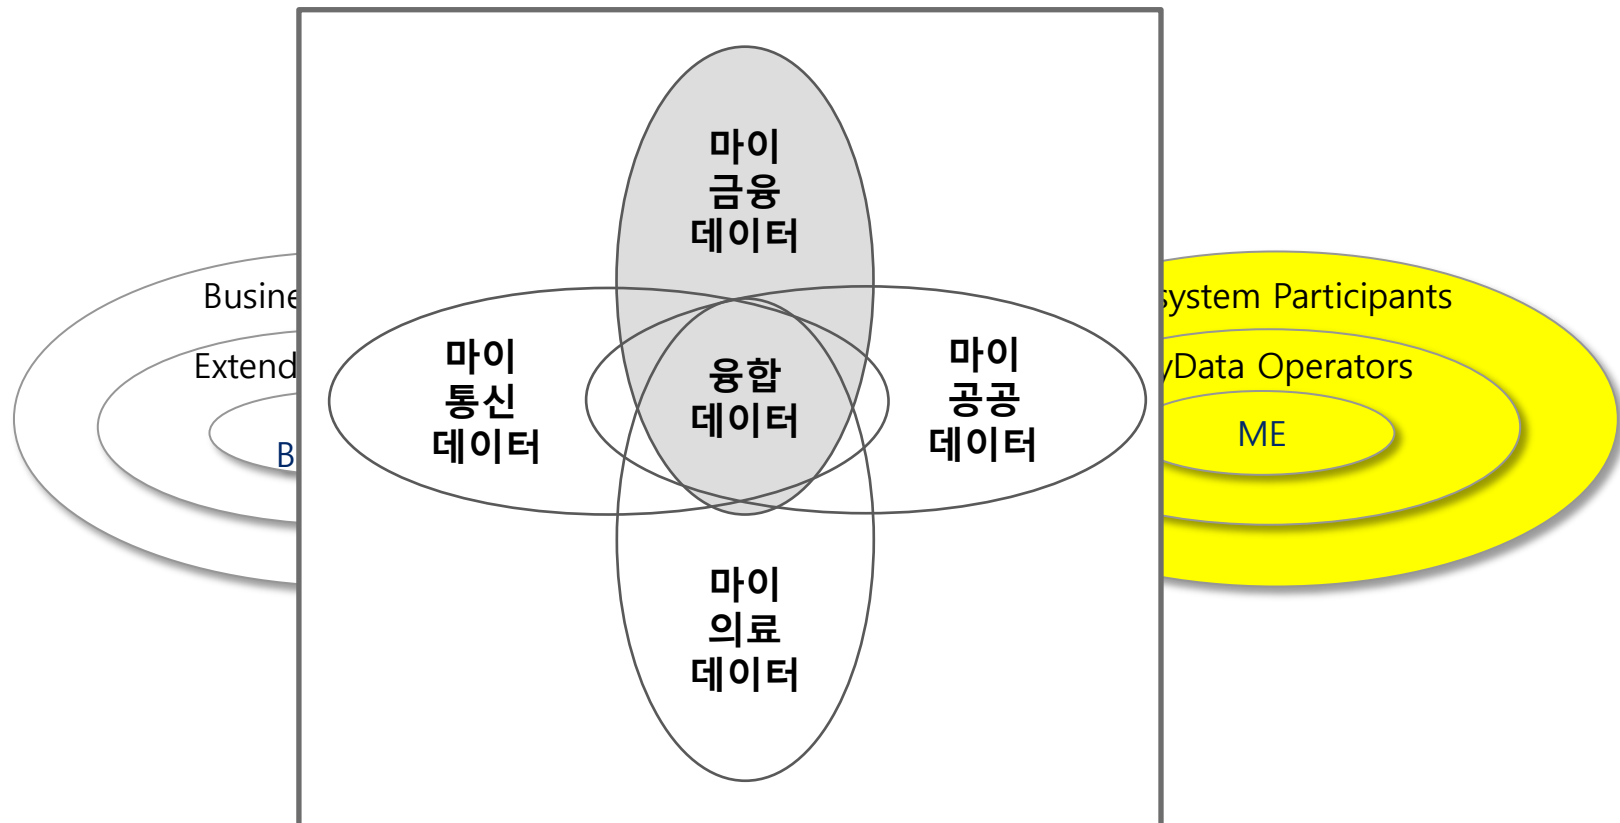 마이
금융
데이터
Busine
system Participants
Extend
yData Operators
마이
통신
데이터
융합
데이터
마이
공공
데이터
B
ME
마이
의료
데이터